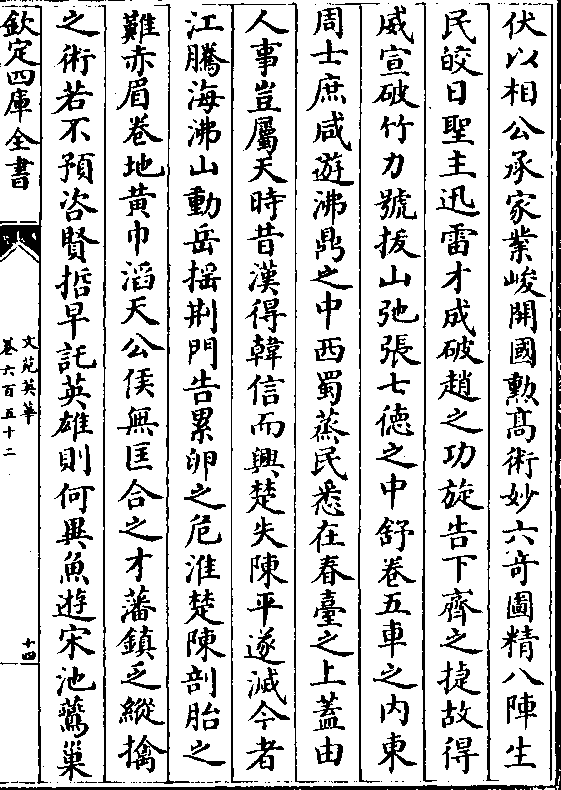 伏以相公承家業峻開國勲髙術妙六竒圖精八陣生
民皎日聖主迅雷才成破趙之功旋告下齊之捷故得
威宣破竹力號拔山弛張七德之中舒卷五車之内東
周士庶咸遊沸鼎之中西蜀蒸民悉在春臺之上蓋由
人事豈屬天時昔漢得韓信而興楚失陳平遂滅今者
江騰海沸山動岳揺荆門告累卵之危淮楚陳剖胎之
難赤眉卷地黄巾滔天公侯無匡合之才藩鎮乏縱擒
之術若不預咨賢哲早託英雄則何異魚遊宋池鷰巢
欽定四庫全書
文苑英華
卷六百五十二
十四